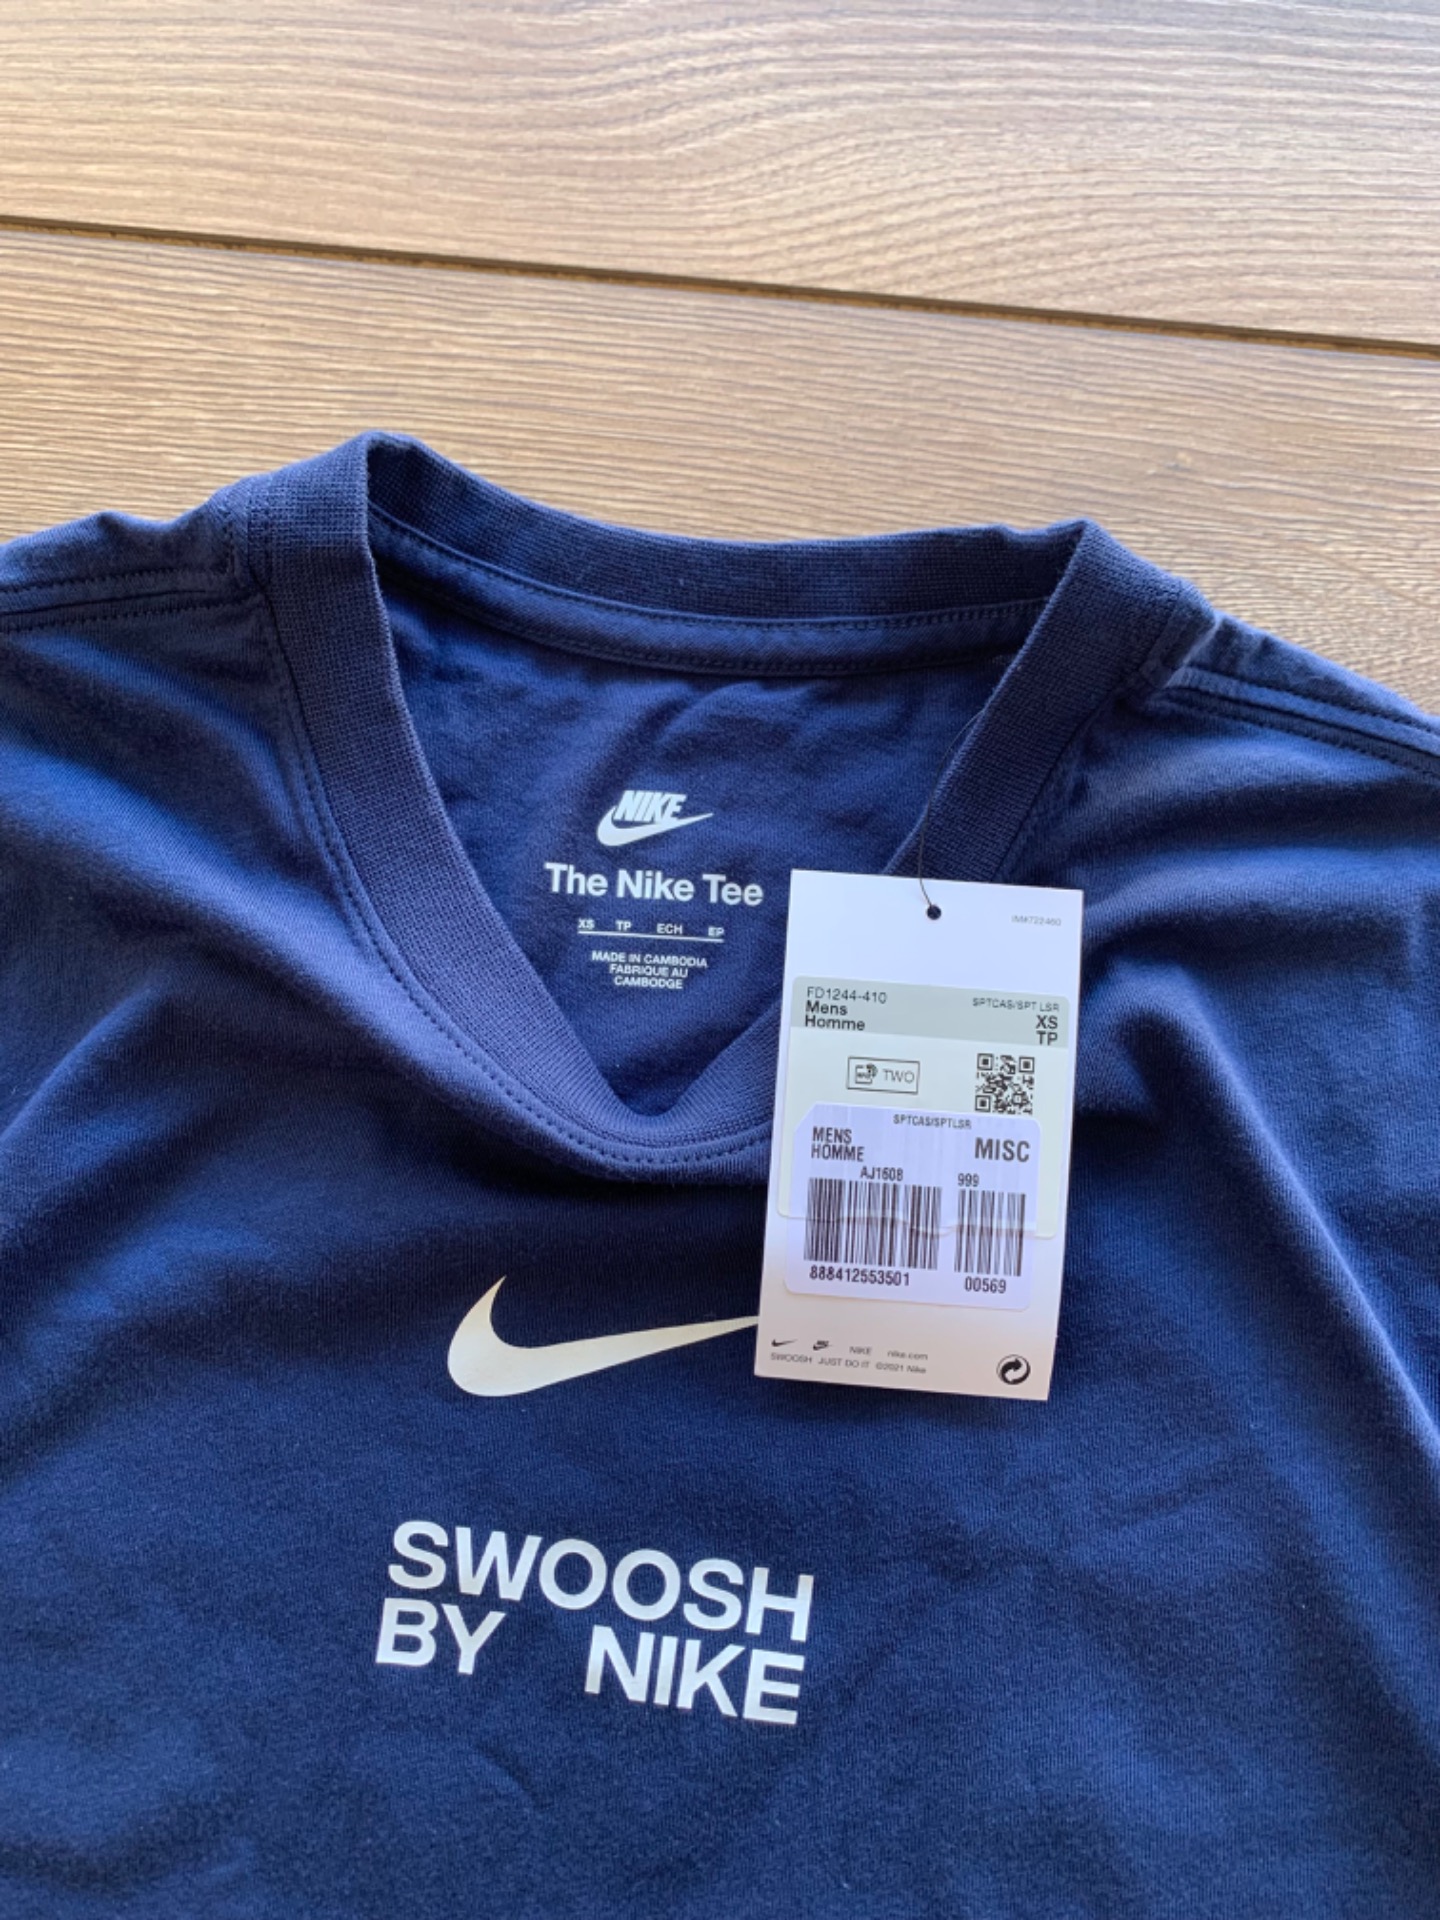 NIKE
The Nike Tee
XS TP ECH EP
MADE IN CAMBODIA
FABRIQUE AU
CAMBODGE
IM#722460
FD1244-410 SPTCAS/SPT LSR
Mens XS
Homme TP
TWO
SPTCAS/SPTLSR
MENS MISC
HOMME
AJ1608 999
888412553501 00569
NIKE nike.com
SWOOSH JUST DO IT ©2021 Nike
SWOOSH
BY NIKE